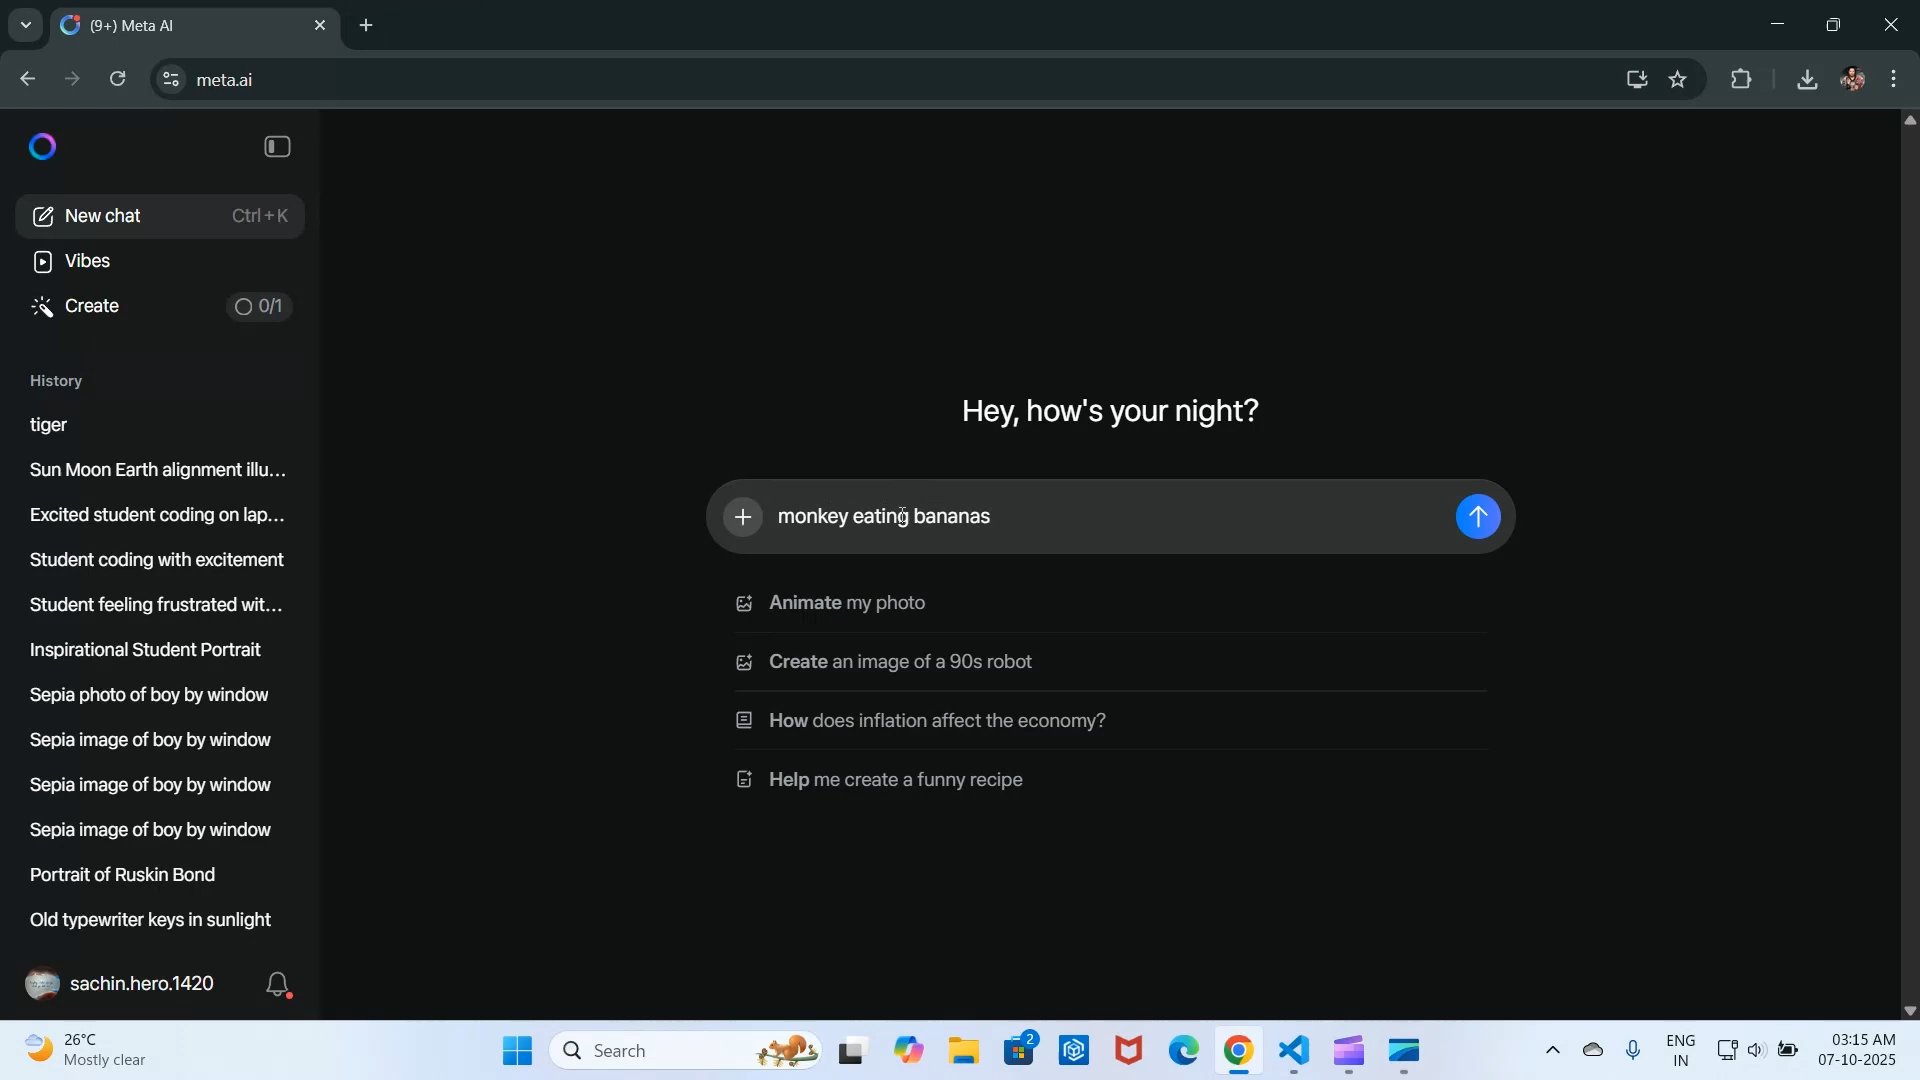 (9+) Meta AI
meta.ai
New chat Ctrl+K
Vibes
Create 0/1
History
tiger
Sun Moon Earth alignment illu...
Excited student coding on lap...
Student coding with excitement
Student feeling frustrated wit...
Inspirational Student Portrait
Sepia photo of boy by window
Sepia image of boy by window
Sepia image of boy by window
Sepia image of boy by window
Portrait of Ruskin Bond
Old typewriter keys in sunlight
sachin.hero.1420
Hey, how's your night?
monkey eating bananas
Animate my photo
Create an image of a 90s robot
How does inflation affect the economy?
Help me create a funny recipe
26°C
Mostly clear
Search
2
ENG
IN
03:15 AM
07-10-2025